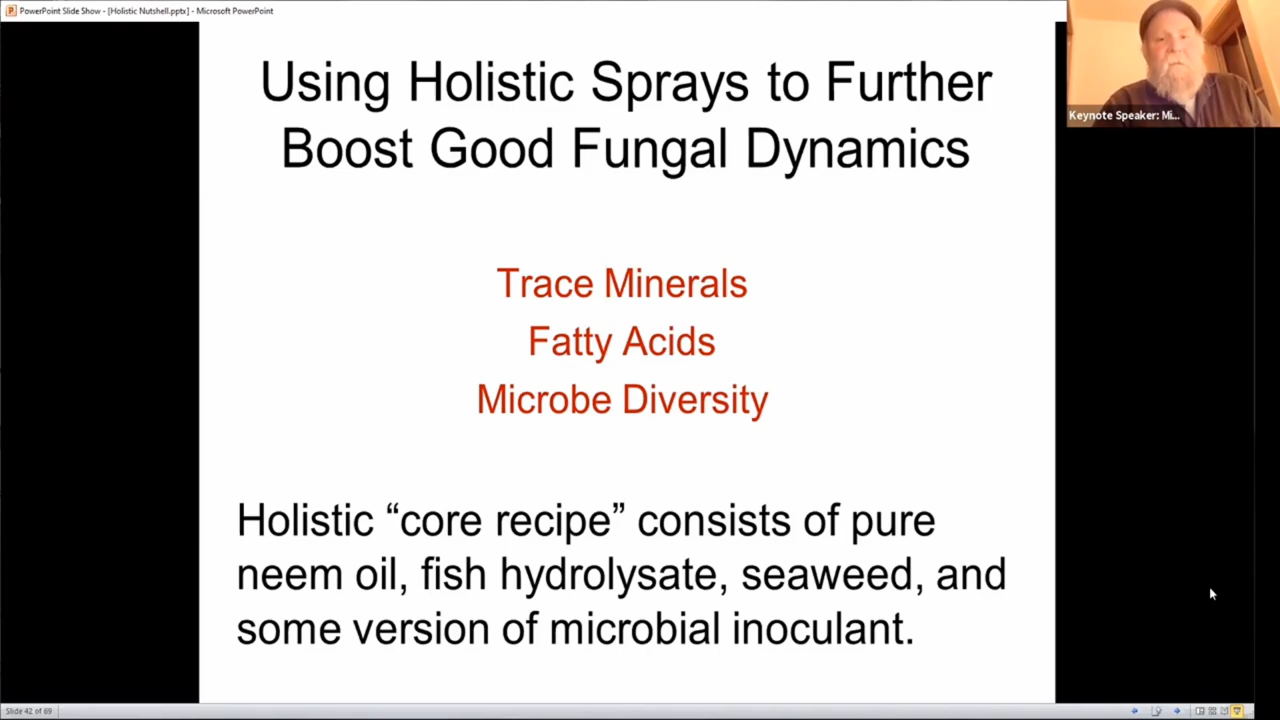 PowerPoint Slide Show - [Holistic Nutshell.pptx] - Microsoft PowerPoint
Keynote Speaker: Mi...
Using Holistic Sprays to Further
Boost Good Fungal Dynamics
Trace Minerals
Fatty Acids
Microbe Diversity
Holistic “core recipe” consists of pure
neem oil, fish hydrolysate, seaweed, and
some version of microbial inoculant.
Slide 42 of 69